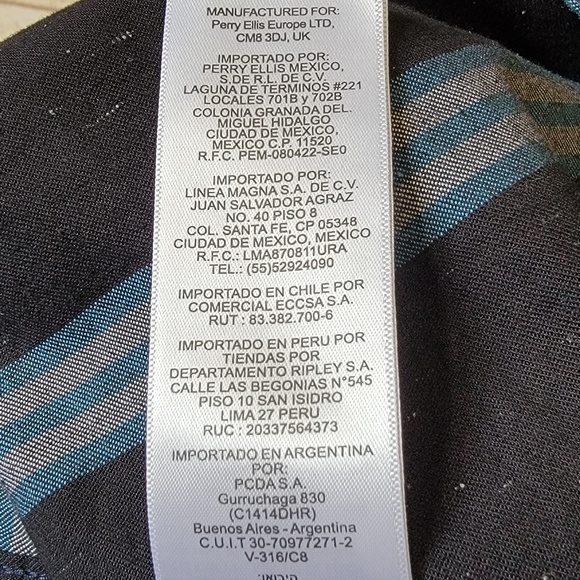 MANUFACTURED FOR:
Perry Ellis Europe LTD,
CM8 3DJ, UK
IMPORTADO POR:
PERRY ELLIS MEXICO,
S.DE R.L. DE C.V.
LAGUNA DE TERMINOS #221
LOCALES 701B y 702B
COLONIA GRANADA DEL.
MIGUEL HIDALGO
CIUDAD DE MEXICO,
MEXICO C.P. 11520
R.F.C. PEM-080422-SE0
IMPORTADO POR:
LINEA MAGNA S.A. DE C.V.
JUAN SALVADOR AGRAZ
NO. 40 PISO 8
COL. SANTA FE, CP 05348
CIUDAD DE MEXICO, MEXICO
R.F.C.: LMA870811URA
TEL.: (55)52924090
IMPORTADO EN CHILE POR
COMERCIAL ECCSA S.A.
RUT : 83.382.700-6
IMPORTADO EN PERU POR
TIENDAS POR
DEPARTAMENTO RIPLEY S.A.
CALLE LAS BEGONIAS N°545
PISO 10 SAN ISIDRO
LIMA 27 PERU
RUC : 20337564373
IMPORTADO EN ARGENTINA
POR:
PCDA S.A.
Gurruchaga 830
(C1414DHR)
Buenos Aires - Argentina
C.U.I.T 30-70977271-2
V-316/C8